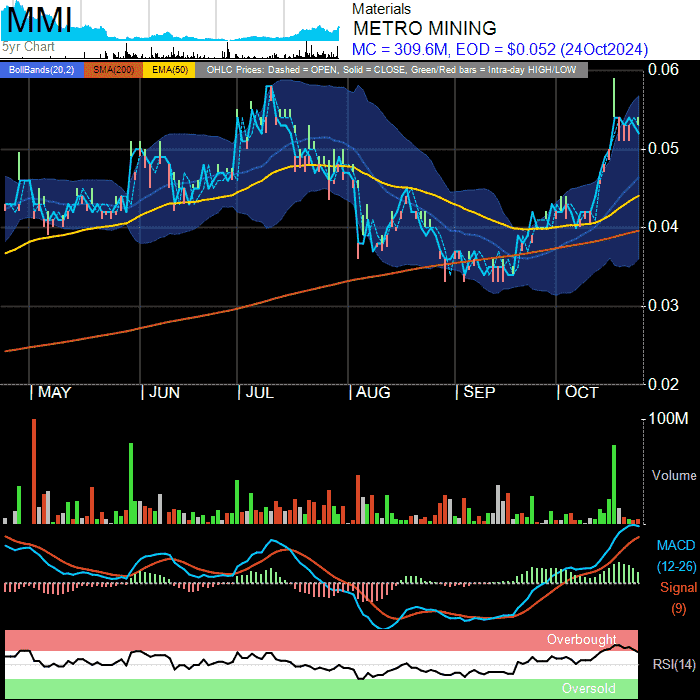 MMI
5yr Chart
Materials
METRO MINING
MC = 309.6M, EOD = $0.052 (24Oct2024)
BollBands(20,2) SMA(200) EMA(50) OHLC Prices: Dashed = OPEN, Solid = CLOSE, Green/Red bars = Intra-day HIGH/LOW
0.06
0.05
0.04
0.03
0.02
MAY JUN JUL AUG SEP OCT
100M
Volume
MACD
(12-26)
Signal
(9)
Overbought
RSI(14)
Oversold